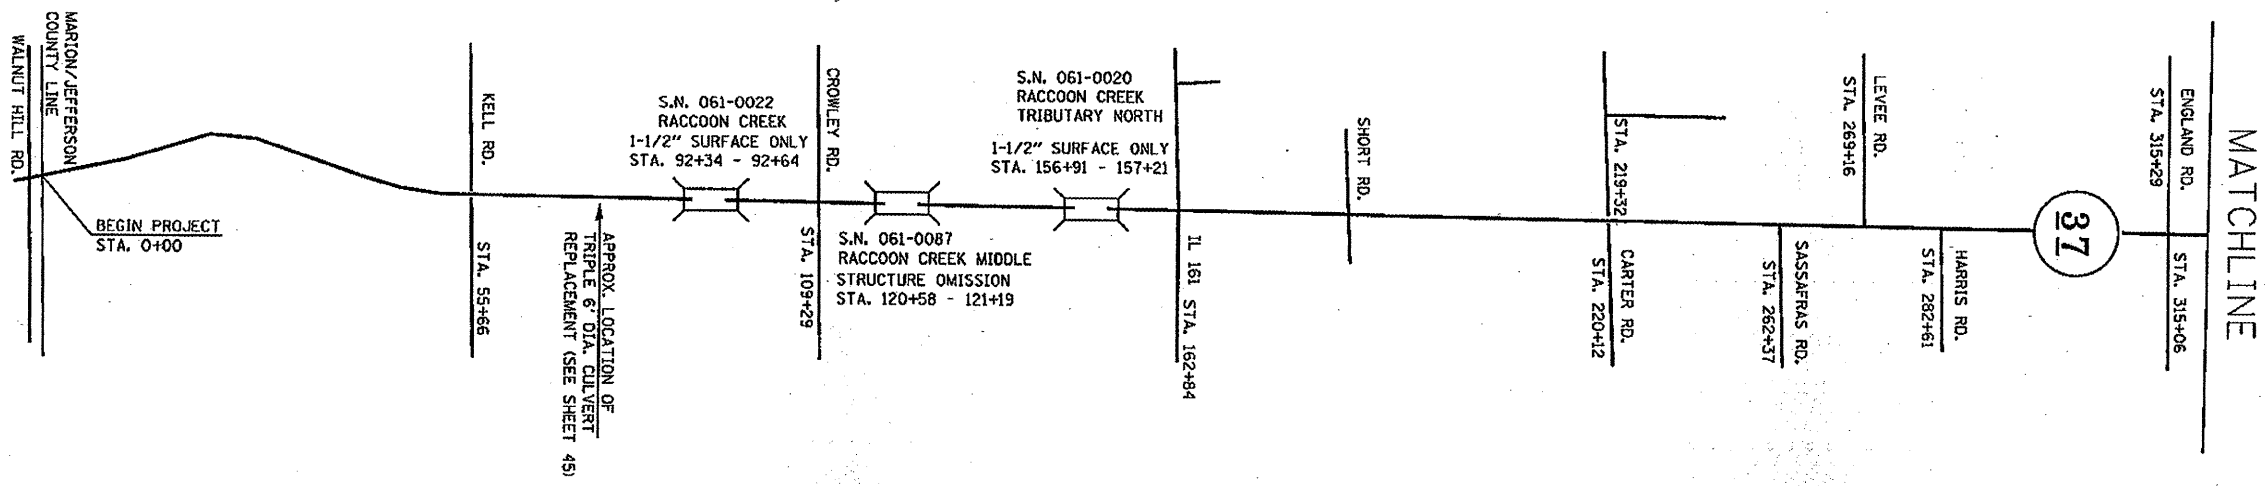 WALNUT HILL RD.
MARION/JEFFERSON
COUNTY LINE
BEGIN PROJECT
STA. 0+00
KELL RD.
STA. 55+66
APPROX. LOCATION OF
TRIPLE 6' DIA. CULVERT
REPLACEMENT (SEE SHEET 45)
S.N. 061-0022
RACCOON CREEK
1-1/2" SURFACE ONLY
STA. 92+34 - 92+64
CROWLEY RD.
STA. 109+29
S.N. 061-0087
RACCOON CREEK MIDDLE
STRUCTURE OMISSION
STA. 120+58 - 121+19
S.N. 061-0020
RACCOON CREEK
TRIBUTARY NORTH
1-1/2" SURFACE ONLY
STA. 156+91 - 157+21
IL 161 STA. 162+84
SHORT RD.
STA. 219+32
CARTER RD.
STA. 220+12
SASSAFRAS RD.
STA. 262+37
LEVEE RD.
STA. 269+16
HARRIS RD.
STA. 282+61
37
ENGLAND RD.
STA. 315+29
STA. 315+06
MATCHLINE